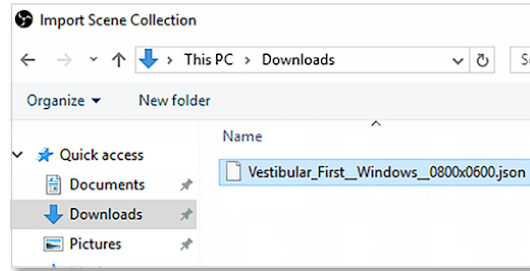 Import Scene Collection
This PC > Downloads
Organize
New folder
Name
Quick access
Vestibular_First__Windows__0800x0600.json
Documents
Downloads
Pictures